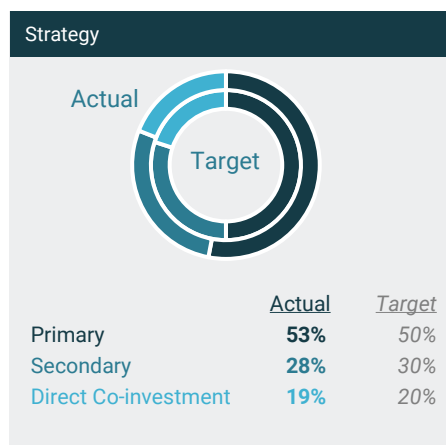 Strategy
Actual
Target
Actual Target
Primary 53% 50%
Secondary 28% 30%
Direct Co-investment 19% 20%